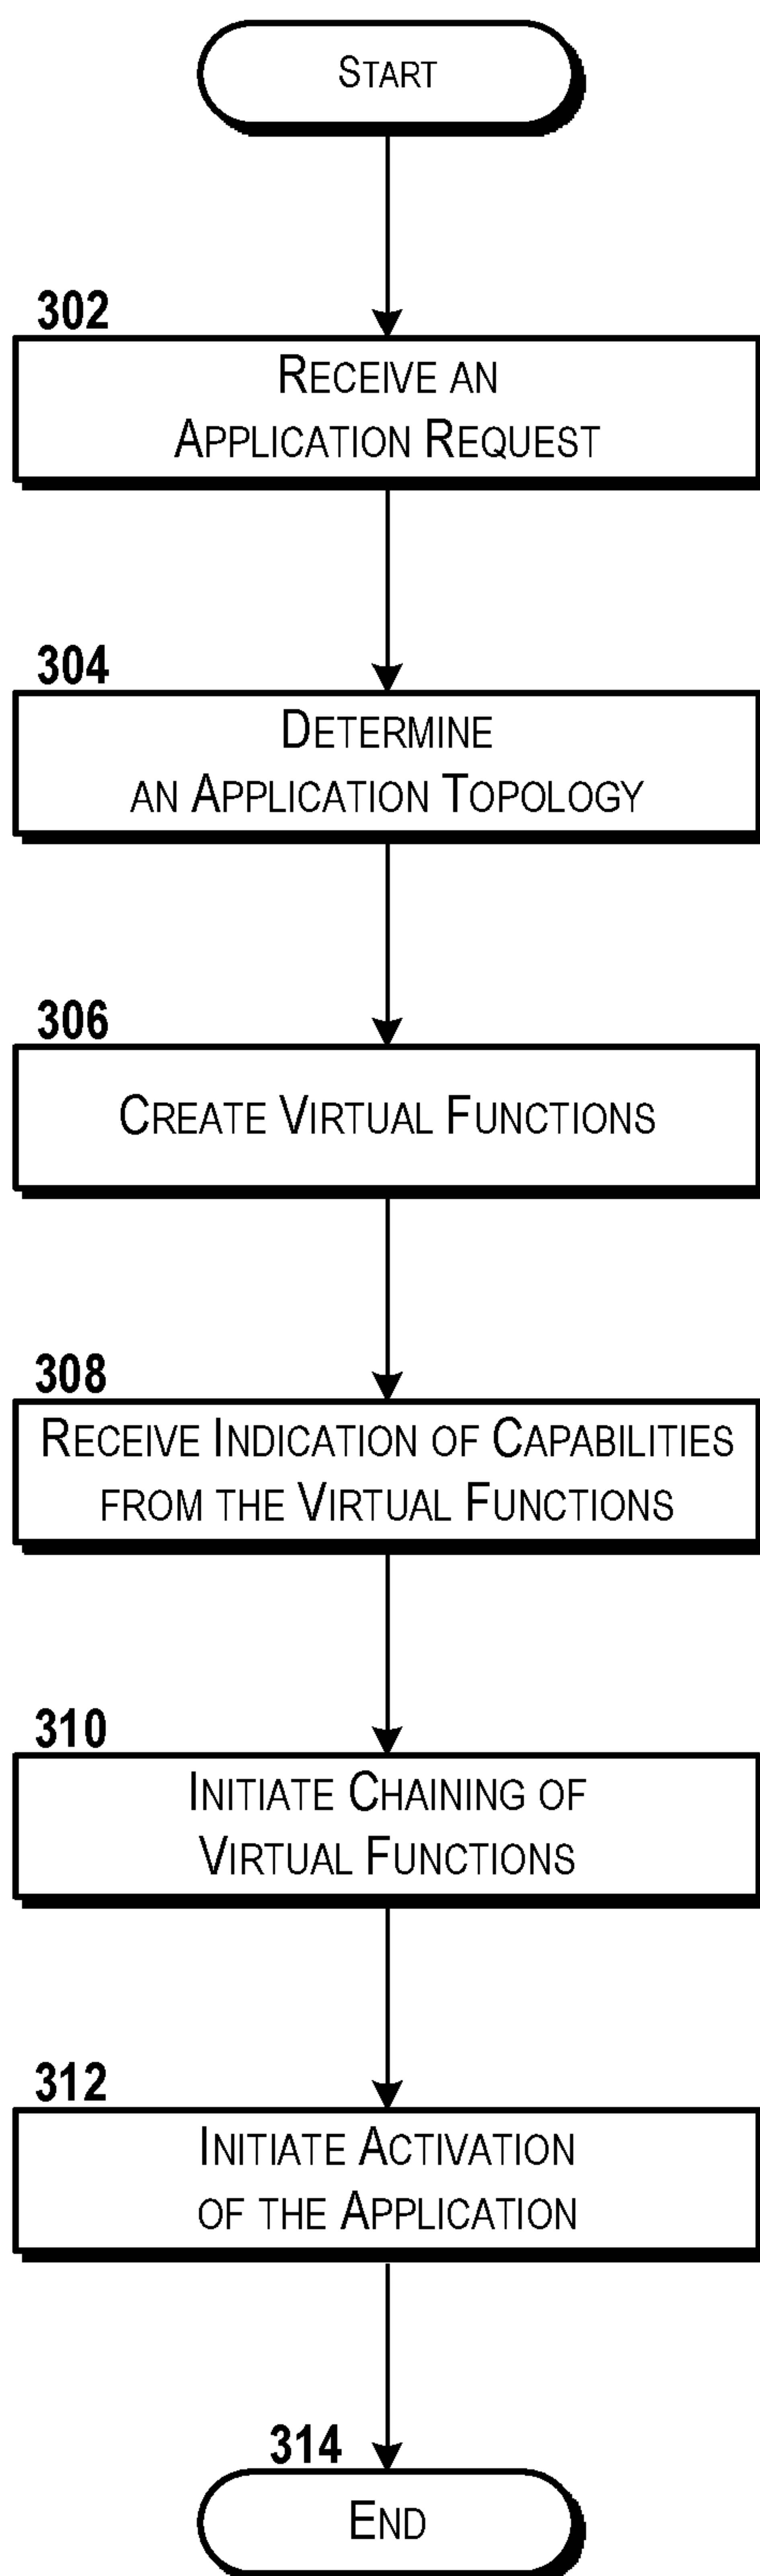 START
302
RECEIVE AN
APPLICATION REQUEST
304
DETERMINE
AN APPLICATION TOPOLOGY
306
CREATE VIRTUAL FUNCTIONS
308
RECEIVE INDICATION OF CAPABILITIES
FROM THE VIRTUAL FUNCTIONS
310
INITIATE CHAINING OF
VIRTUAL FUNCTIONS
312
INITIATE ACTIVATION
OF THE APPLICATION
314
END